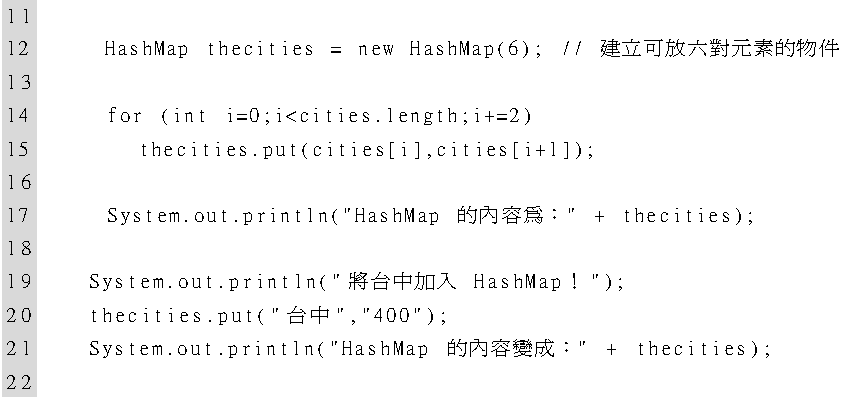 11
12 HashMap thecities = new HashMap(6); // 建立可放六對元素的物件
13
14 for (int i=0;i<cities.length;i+=2)
15 thecities.put(cities[i],cities[i+1]);
16
17 System.out.println("HashMap 的內容為：" + thecities);
18
19 System.out.println("將台中加入 HashMap！");
20 thecities.put("台中","400");
21 System.out.println("HashMap 的內容變成：" + thecities);
22